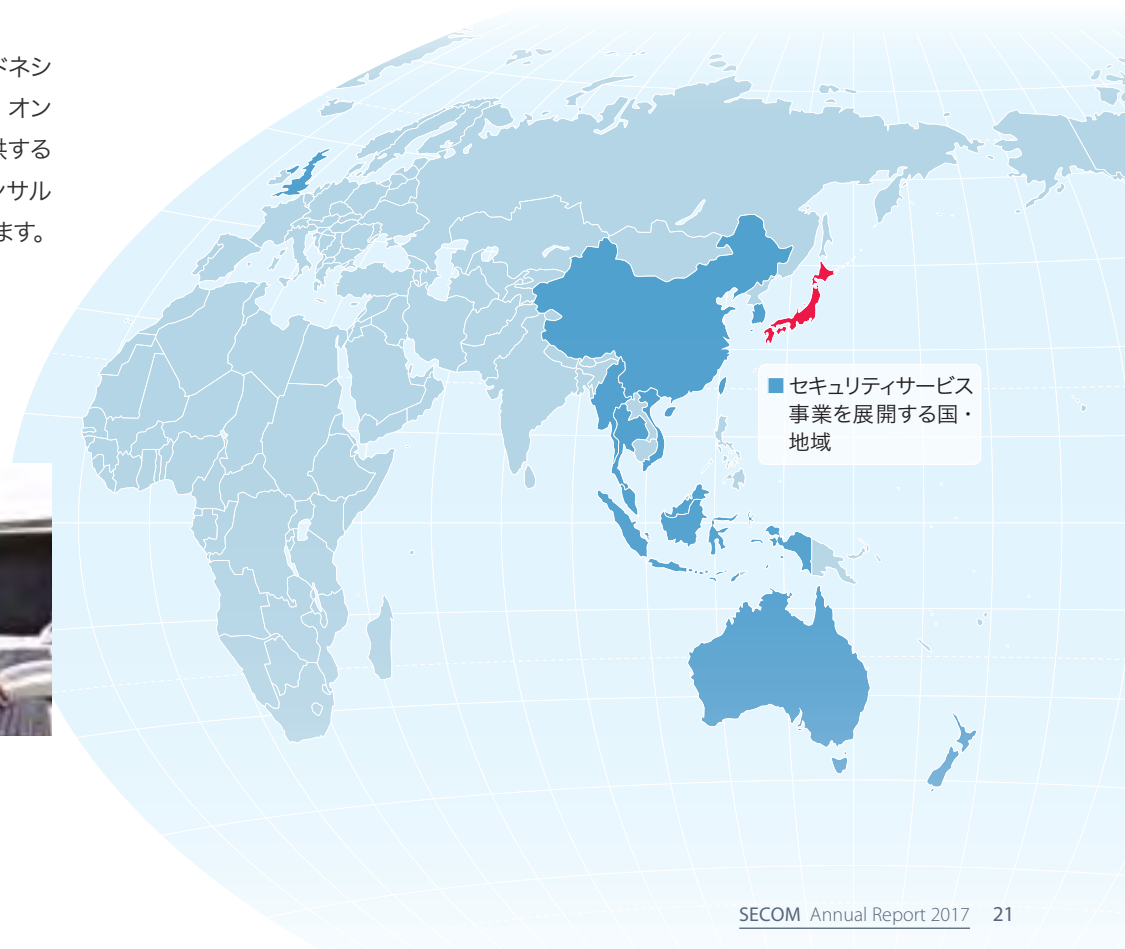 ドネシ
オン
供する
ンサル
ます。
セキュリティサービス
事業を展開する国・
地域
SECOM Annual Report 2017 21